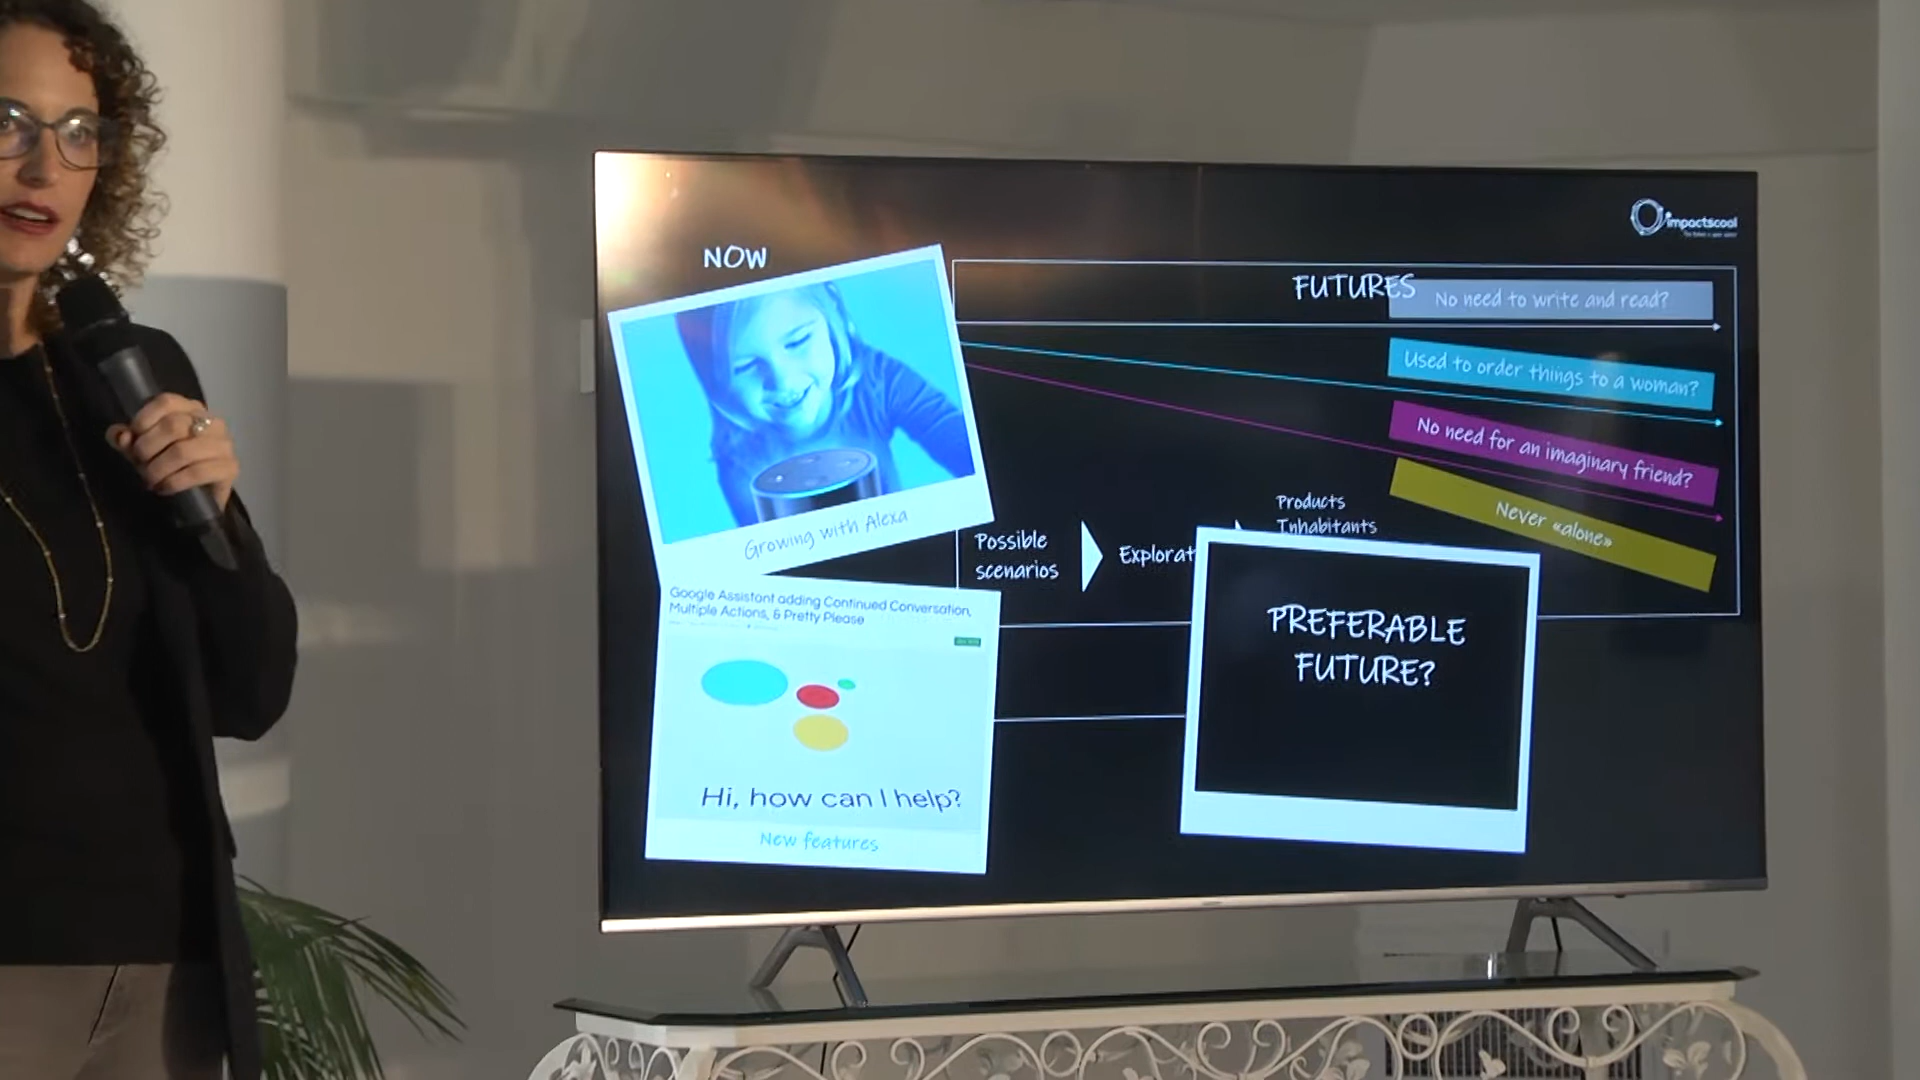 impactscool
NOW
FUTURES
No need to write and read?
Used to order things to a woman?
No need for an imaginary friend?
Never «alone»
Growing with Alexa
Possible
scenarios
Explorat
Products
Inhabitants
Google Assistant adding Continued Conversation,
Multiple Actions, & Pretty Please
Hi, how can I help?
New features
PREFERABLE
FUTURE?